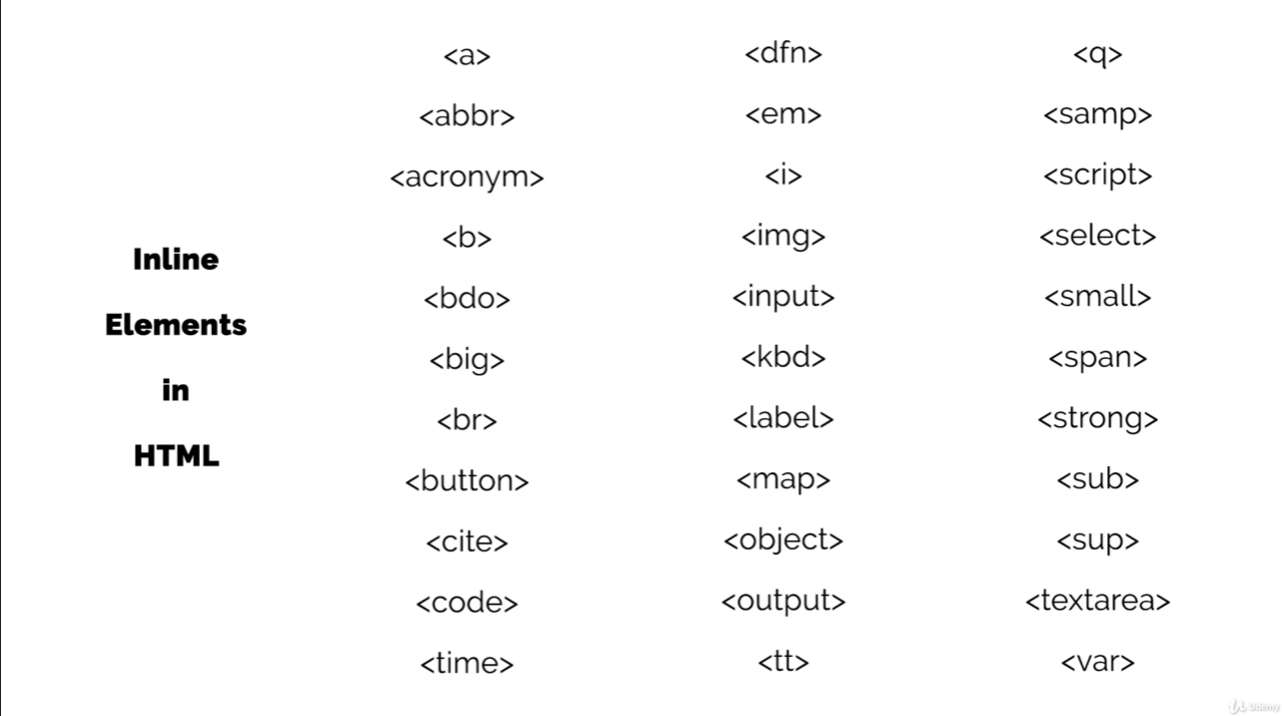 Inline
Elements
in
HTML
<a>
<abbr>
<acronym>
<b>
<bdo>
<big>
<br>
<button>
<cite>
<code>
<time>
<dfn>
<em>
<i>
<img>
<input>
<kbd>
<label>
<map>
<object>
<output>
<tt>
<q>
<samp>
<script>
<select>
<small>
<span>
<strong>
<sub>
<sup>
<textarea>
<var>
Udemy